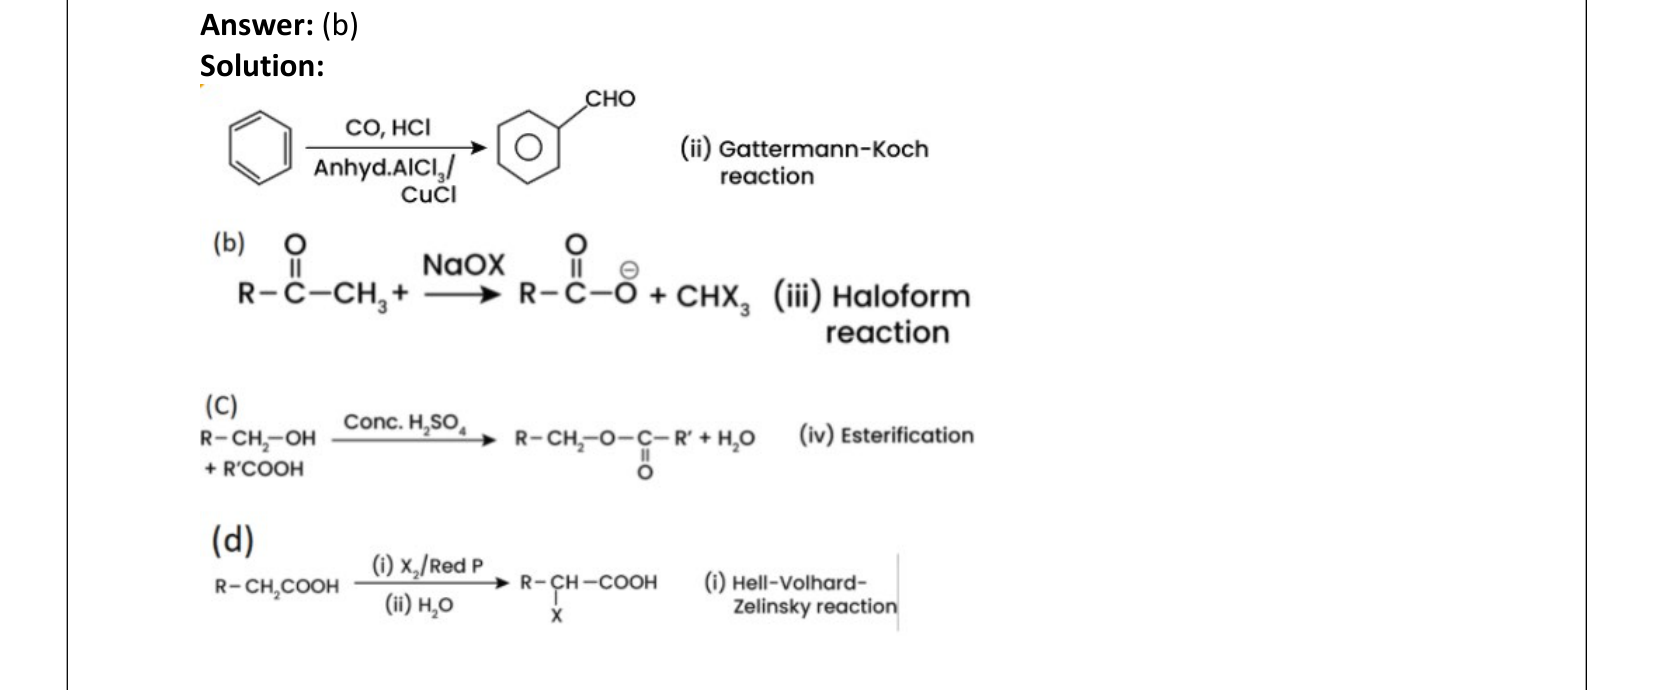 Answer: (b)
Solution:
CHO
CO, HCl
Anhyd.AlCl₃/
CuCl
(ii) Gattermann-Koch
reaction
(b)
O
||
R-C-CH₃+
NaOX
O
||
R-C-O⊖ + CHX₃
(iii) Haloform
reaction
(C)
R-CH₂-OH
+ R'COOH
Conc. H₂SO₄
R-CH₂-O-C-R' + H₂O
||
O
(iv) Esterification
(d)
R-CH₂COOH
(i) X₂/Red P
(ii) H₂O
R-CH-COOH
X
(i) Hell-Volhard-
Zelinsky reaction